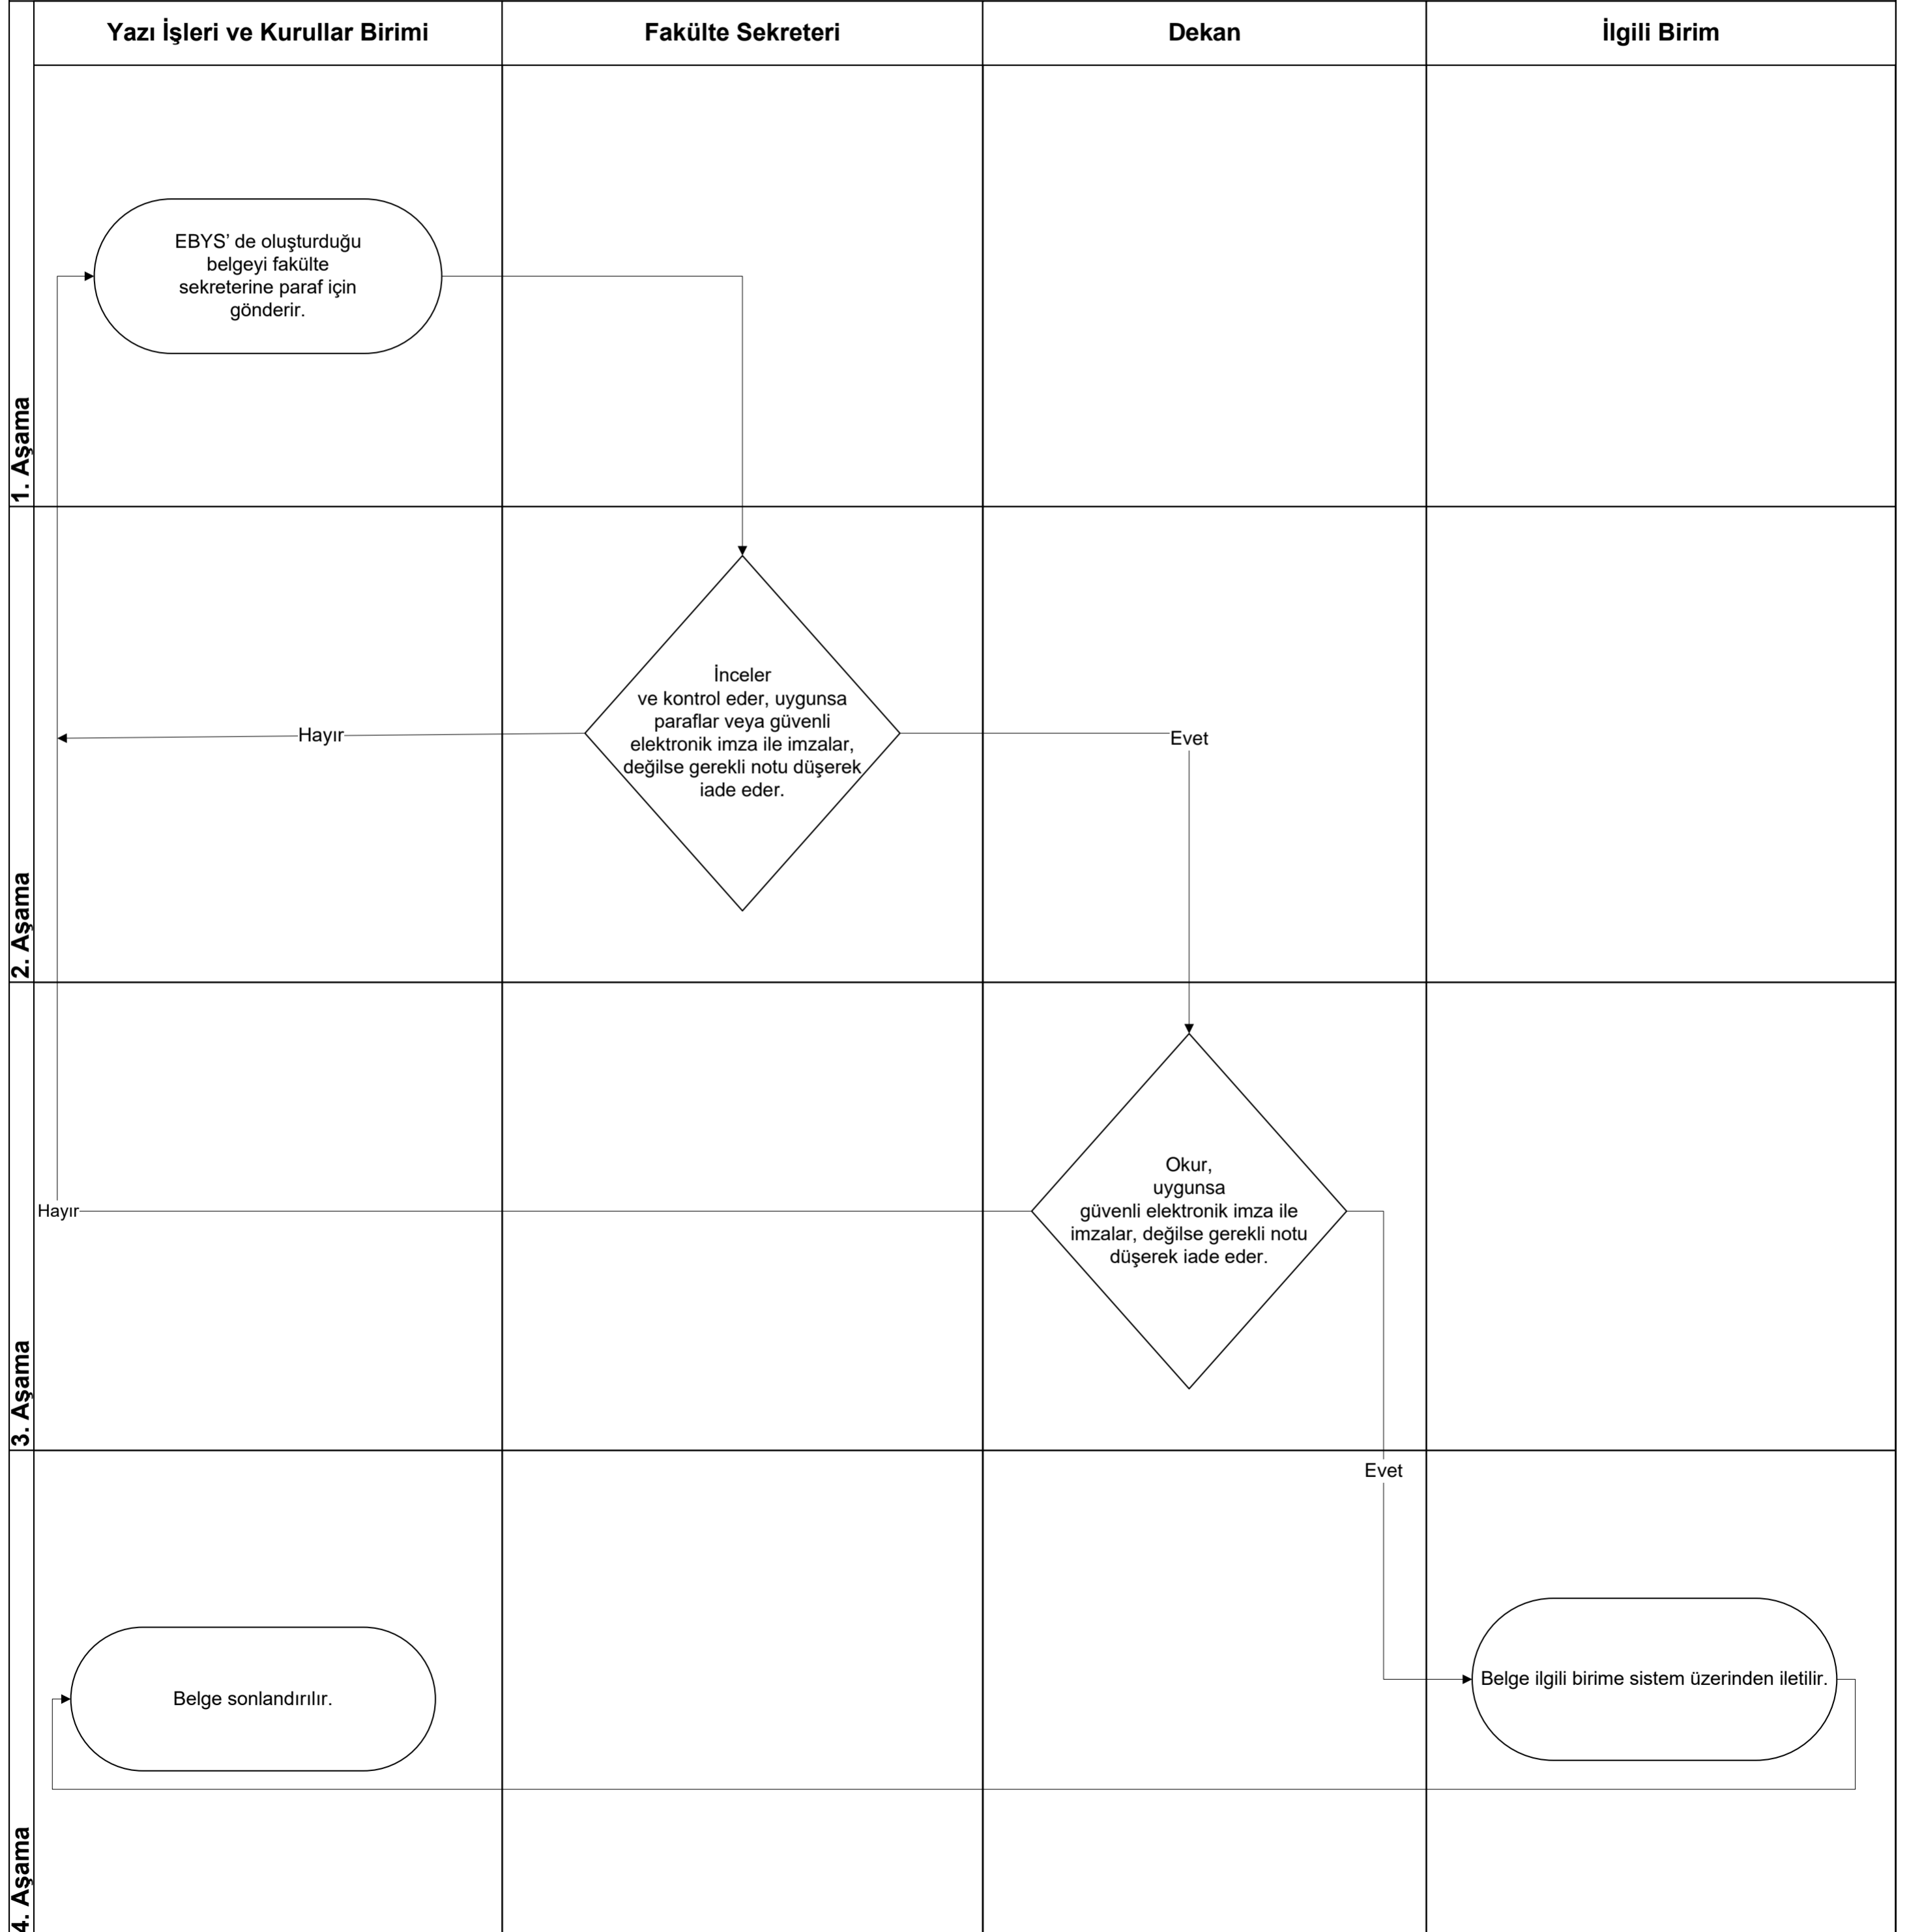 Yazı İşleri ve Kurullar Birimi
Fakülte Sekreteri
Dekan
İlgili Birim
1. Aşama
EBYS’ de oluşturduğu
belgeyi fakülte
sekreterine paraf için
gönderir.
2. Aşama
Hayır
İnceler
ve kontrol eder, uygunsa
paraflar veya güvenli
elektronik imza ile imzalar,
değilse gerekli notu düşerek
iade eder.
Evet
3. Aşama
Hayır
Okur,
uygunsa
güvenli elektronik imza ile
imzalar, değilse gerekli notu
düşerek iade eder.
Evet
4. Aşama
Belge sonlandırılır.
Belge ilgili birime sistem üzerinden iletilir.